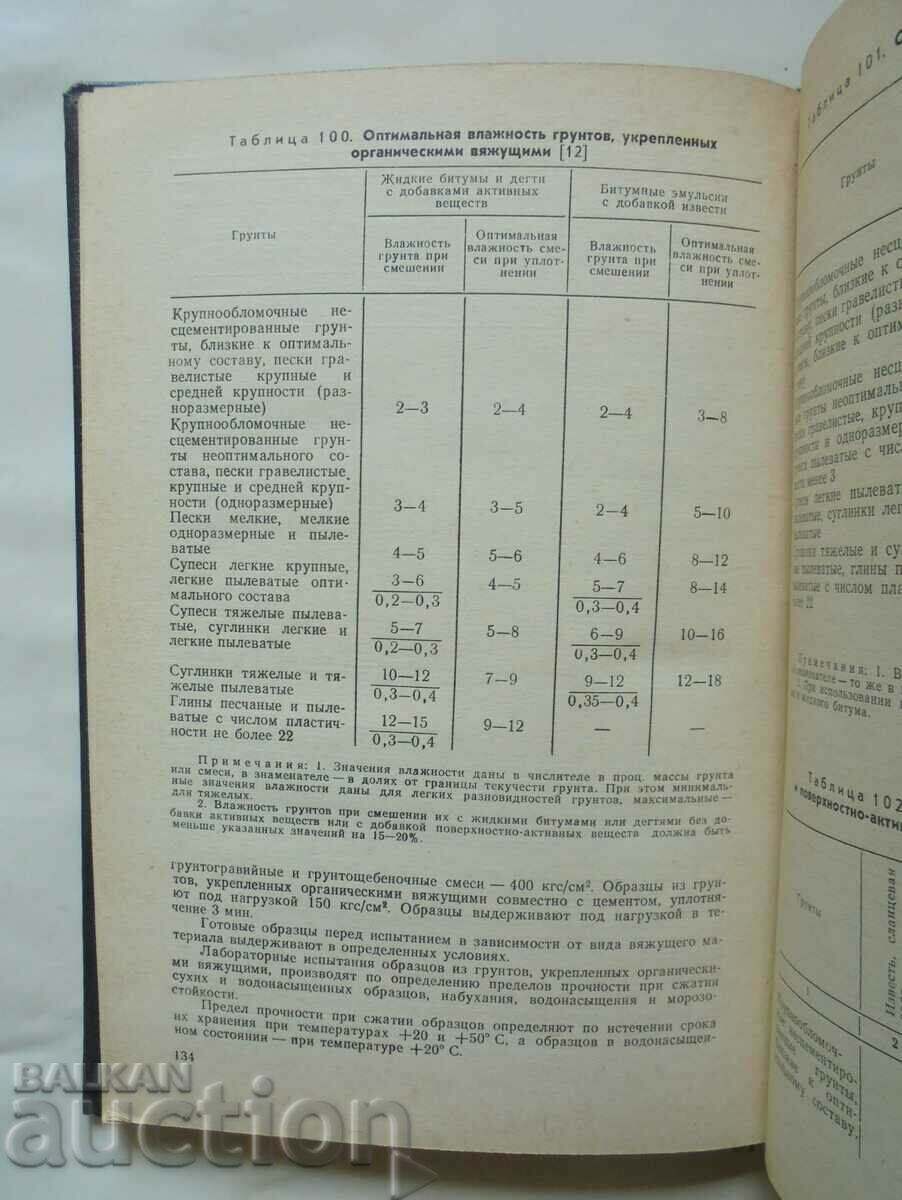 Таблица 100. Оптимальная влажность грунтов, укрепленных
органическими вяжущими [12]
Грунты
Жидкие битумы и дегти
с добавками активных
веществ
Битумные эмульсии
с добавкой извести
Влажность
грунта при
смешении
Оптимальная
влажность сме-
си при уплот-
нении
Влажность
грунта при
смешении
Оптимальная
влажность сме-
си при уплот-
нении
Крупнообломочные не-
сцементированные грун-
ты, близкие к оптималь-
ному составу, пески гра-
велистые крупные и
средней крупности (раз-
норазмерные) 2—3 2—4 2—4 3—8
Крупнообломочные не-
сцементированные грун-
ты неоптимального со-
става, пески гравелистые,
крупные и средней круп-
ности (одноразмерные) 3—4 3—5 2—4 5—10
Пески мелкие, мелкие
одноразмерные и пыле-
ватые 4—5 5—6 4—6 8—12
Супеси легкие крупные,
легкие пылеватые опти- 3—6 4—5 5—7 8—14
мального состава 0,2—0,3 0,3—0,4
Супеси тяжелые пылева-
тые, суглинки легкие и 5—7 5—8 6—9 10—16
легкие пылеватые 0,2—0,3 0,3—0,4
Суглинки тяжелые и тя- 10—12 7—9 9—12 12—18
желые пылеватые 0,3—0,4 0,35—0,4
Глины песчаные и пыле-
ватые с числом пластич- 12—15 9—12 — —
ности не более 22 0,3—0,4
Примечания: 1. Значения влажности даны в числителе в проц. массы грунта
или смеси, в знаменателе — в долях от границы текучести грунта. При этом минималь-
ные значения влажности даны для легких разновидностей грунтов, максимальные —
для тяжелых.
2. Влажность грунтов при смешении их с жидкими битумами или дегтями без до-
бавки активных веществ или с добавкой поверхностно-активных веществ должна быть
меньше указанных значений на 15—20%.
грунтогравийные и грунтощебеночные смеси — 400 кгс/см². Образцы из грун-
тов, укрепленных органическими вяжущими совместно с цементом, уплотня-
ют под нагрузкой 150 кгс/см². Образцы выдерживают под нагрузкой в те-
чение 3 мин.
Готовые образцы перед испытанием в зависимости от вида вяжущего ма-
териала выдерживают в определенных условиях.
Лабораторные испытания образцов из грунтов, укрепленных органически-
ми вяжущими, производят по определению пределов прочности при сжатии
сухих и водонасыщенных образцов, набухания, водонасыщения и морозо-
стойкости.
Предел прочности при сжатии образцов определяют по истечении срока
их хранения при температурах +20 и +50° С, а образцов в водонасыщен-
ном состоянии — при температуре +20° С.
134
Таблица 101.
Грунты
Таблица 102
Грунты
Известь, сланцевая
1
2
BALKAN
auction